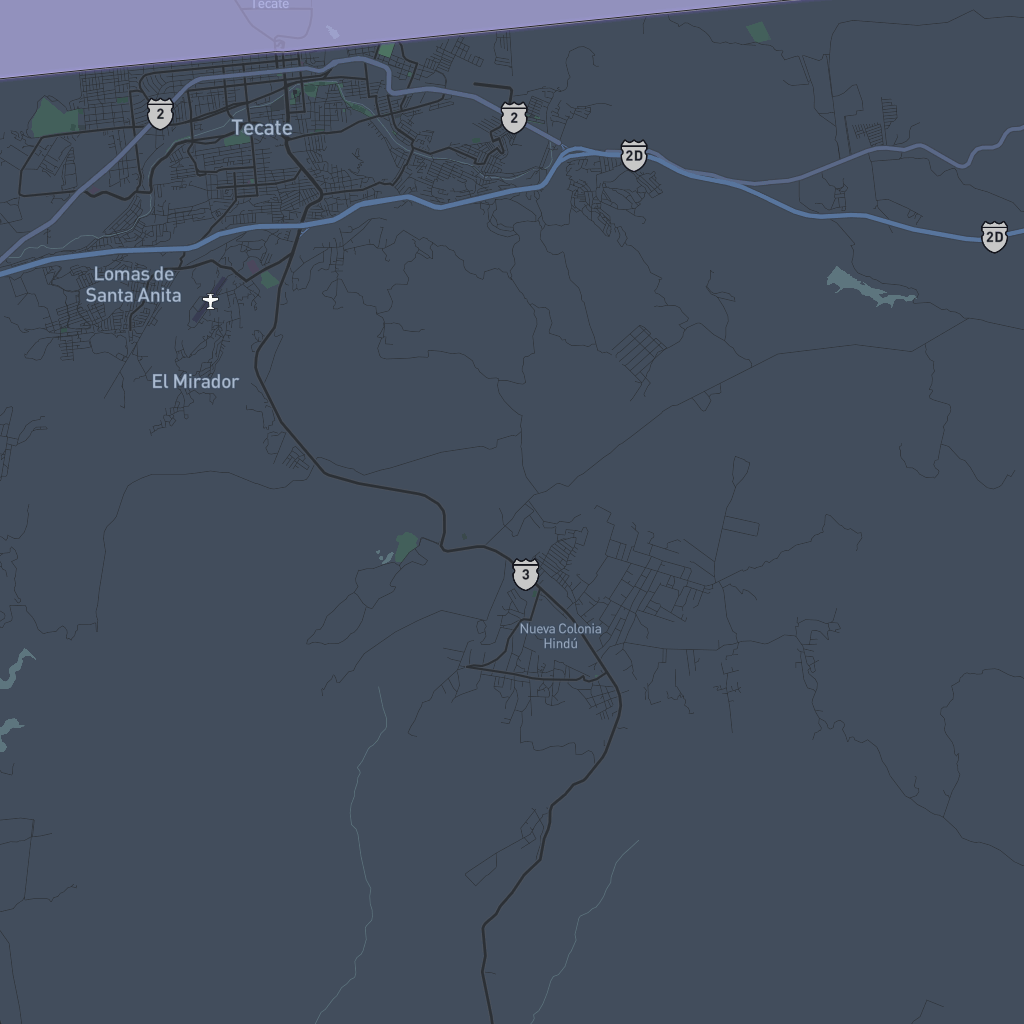 Tecate
2
2
Tecate
2D
2D
Lomas de
Santa Anita
El Mirador
3
Nueva Colonia
Hindú